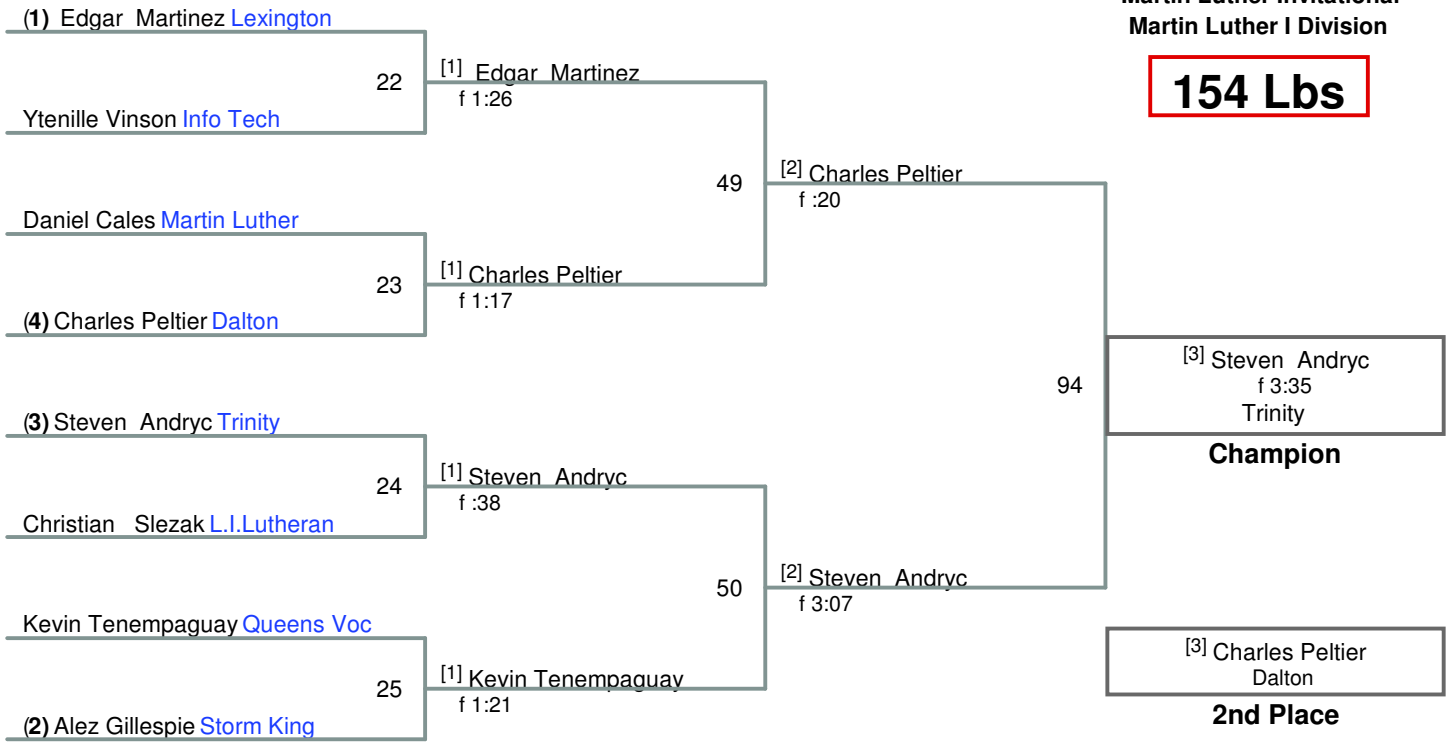 Martin Luther Invitational
Martin Luther I Division
154 Lbs
(1) Edgar Martinez Lexington
22
[1] Edgar Martinez
f 1:26
Ytenille Vinson Info Tech
49
[2] Charles Peltier
f :20
Daniel Cales Martin Luther
23
[1] Charles Peltier
f 1:17
(4) Charles Peltier Dalton
94
[3] Steven Andryc
f 3:35
Trinity
Champion
(3) Steven Andryc Trinity
24
[1] Steven Andryc
f :38
Christian Slezak L.I.Lutheran
50
[2] Steven Andryc
f 3:07
Kevin Tenempaguay Queens Voc
25
[1] Kevin Tenempaguay
f 1:21
(2) Alez Gillespie Storm King
[3] Charles Peltier
Dalton
2nd Place